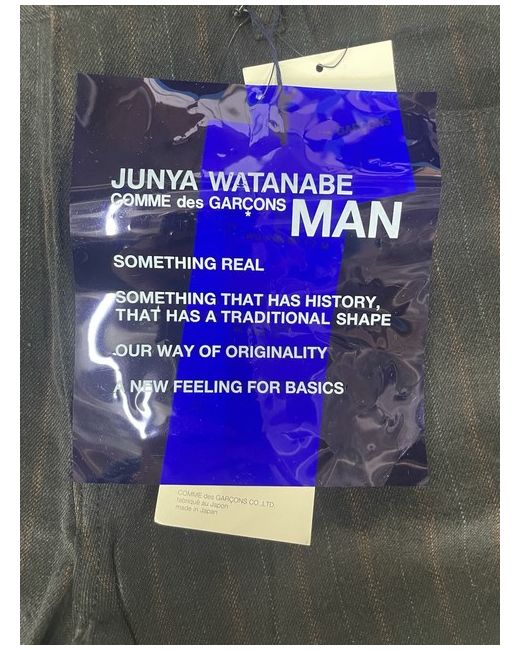 GARÇONS
JUNYA WATANABE
COMME des GARÇONS
MAN
SOMETHING REAL
SOMETHING THAT HAS HISTORY,
THAT HAS A TRADITIONAL SHAPE
OUR WAY OF ORIGINALITY
A NEW FEELING FOR BASICS
COMME des GARÇONS CO.,LTD
fabriqué au Japon
made in Japan